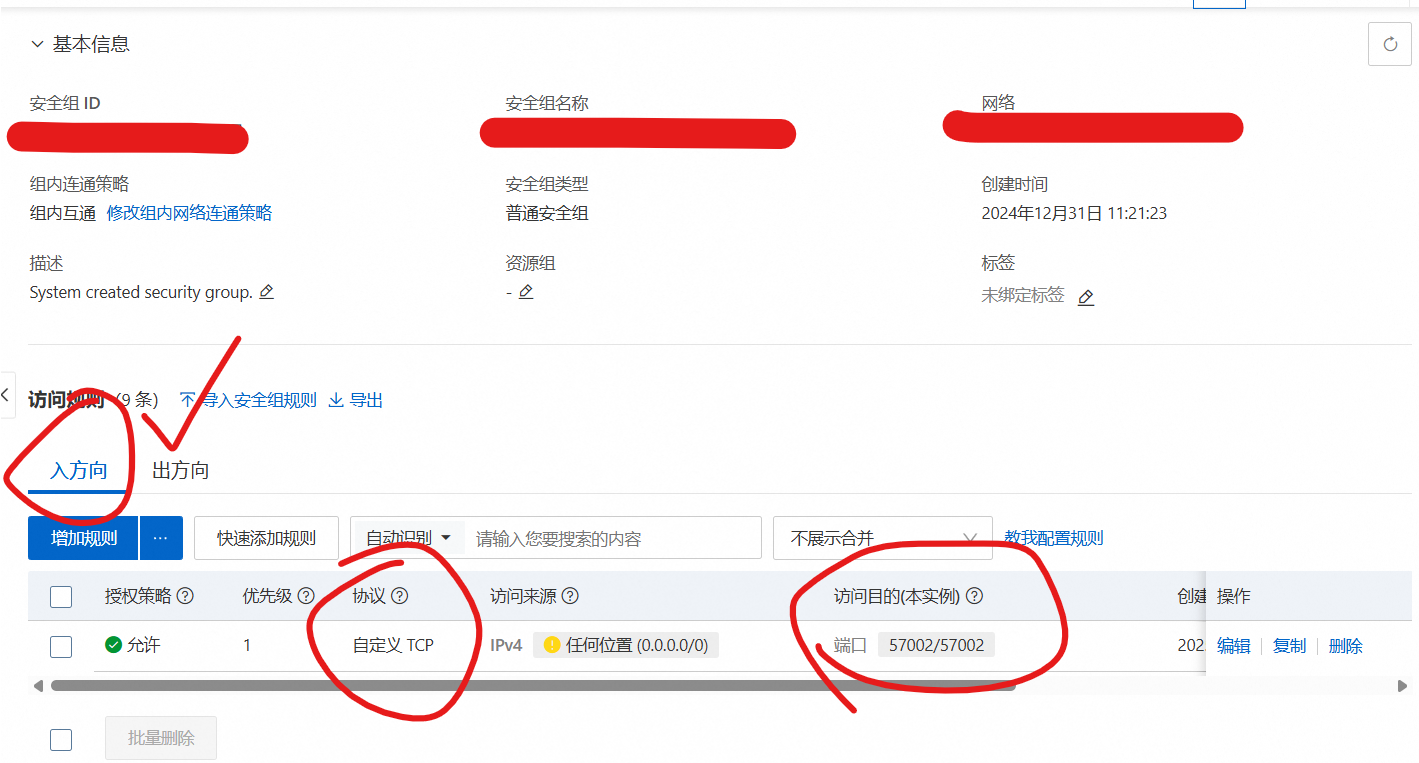 基本信息
安全组 ID
安全组名称
网络
组内连通策略
安全组类型
创建时间
组内互通 修改组内网络连通策略
普通安全组
2024年12月31日 11:21:23
描述
资源组
标签
System created security group.
-
未绑定标签
访问规则 (9 条) 导入安全组规则 导出
入方向 出方向
增加规则 ... 快速添加规则 自动识别 请输入您要搜索的内容 不展示合并 教我配置规则
授权策略 优先级 协议 访问来源 访问目的(本实例) 创建 操作
允许 1 自定义 TCP IPv4 任何位置 (0.0.0.0/0) 端口 57002/57002 202 编辑 复制 删除
批量删除